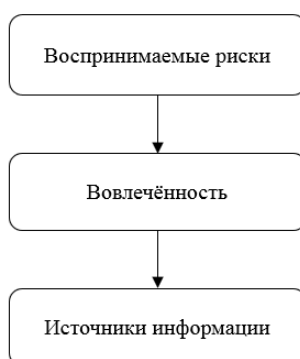 Воспринимаемые риски
Вовлечённость
Источники информации